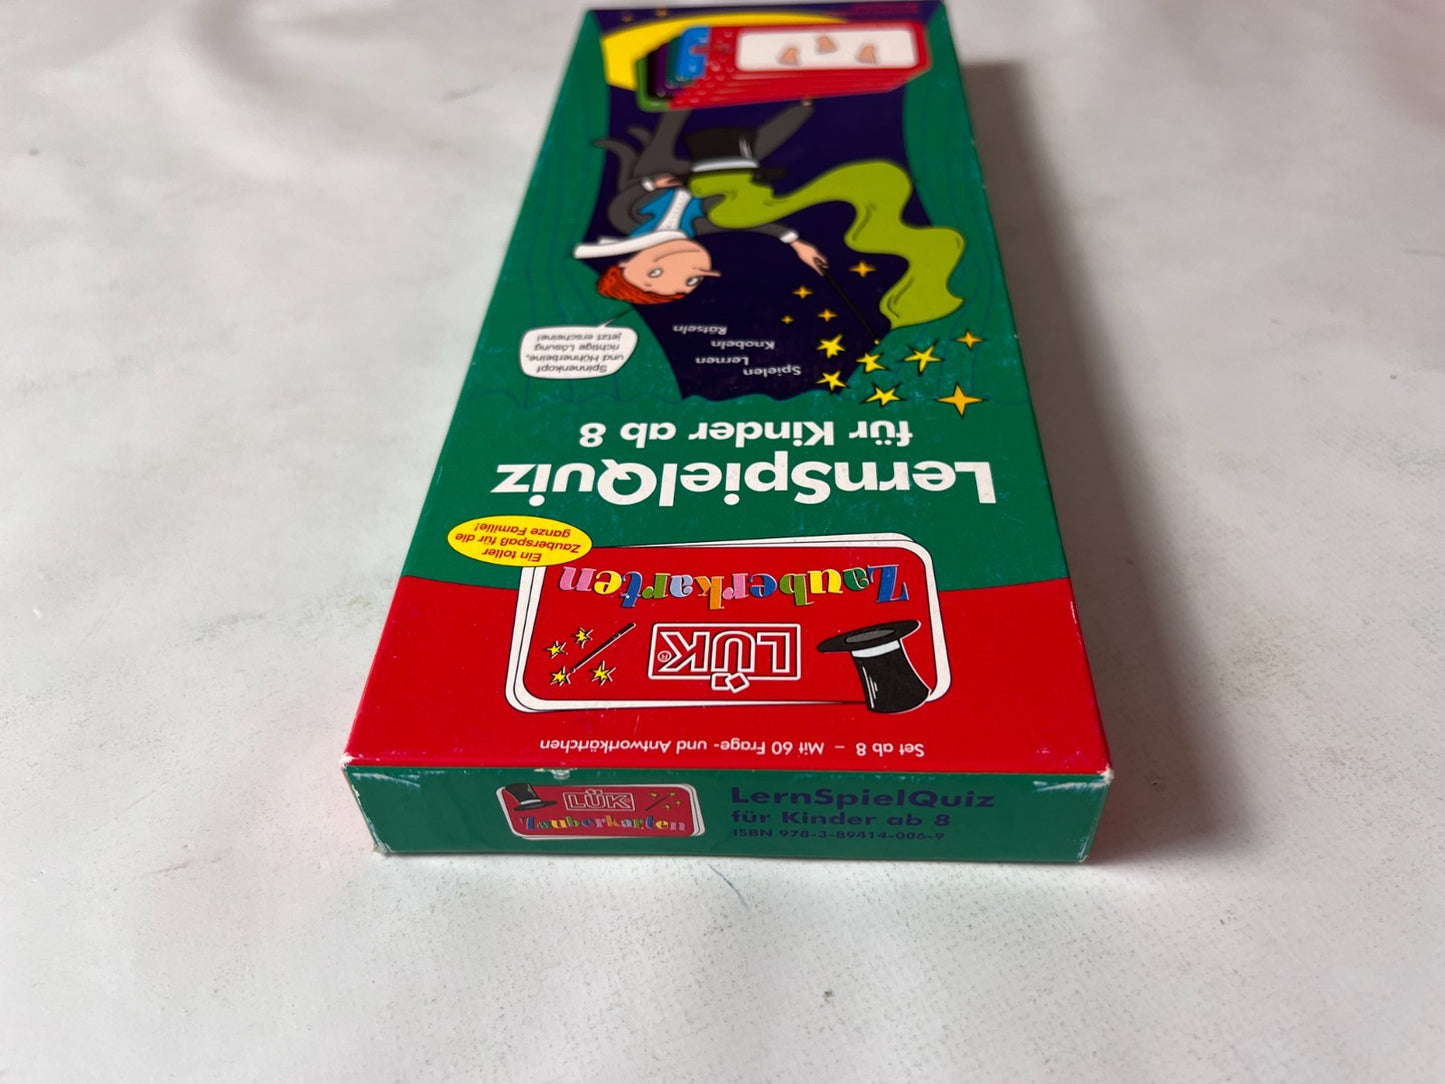 Set ab 8 – Mit 60 Frage- und Antwortkärtchen
LÜK®
Zauberkarten
Ein toller
Zauberspaß für die
ganze Familie!
LernSpielQuiz
für Kinder ab 8
Spielen
Lernen
Knobeln
Rätseln
Spinnenkopf
und Hühnerbeine,
richtige Lösung
jetzt erscheine!
LÜK
Zauberkarten
LernSpielQuiz
für Kinder ab 8
ISBN 978-3-89414-006-9